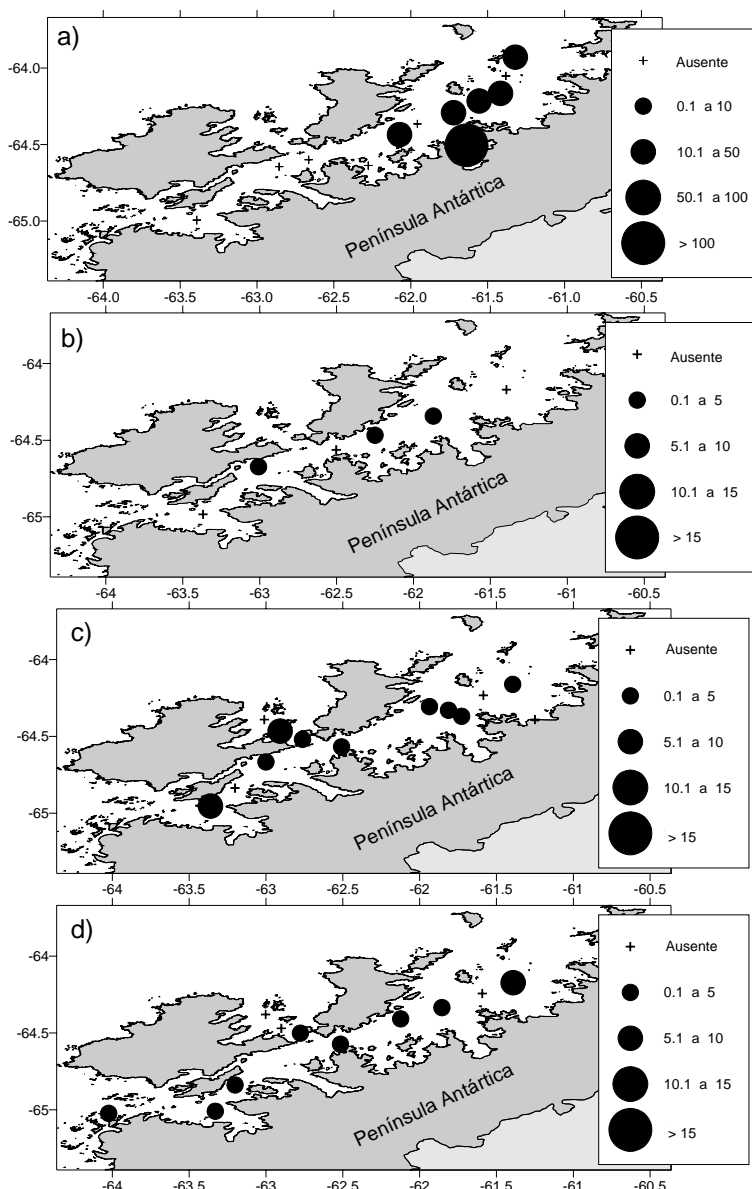 a)
-64.0
-64.5
-65.0
Península Antártica
-64.0 -63.5 -63.0 -62.5 -62.0 -61.5 -61.0 -60.5
Ausente
0.1 a 10
10.1 a 50
50.1 a 100
> 100
b)
-64
-64.5
-65
Península Antártica
-64 -63.5 -63 -62.5 -62 -61.5 -61 -60.5
Ausente
0.1 a 5
5.1 a 10
10.1 a 15
> 15
c)
-64
-64.5
-65
Península Antártica
-64 -63.5 -63 -62.5 -62 -61.5 -61 -60.5
Ausente
0.1 a 5
5.1 a 10
10.1 a 15
> 15
d)
-64
-64.5
-65
Península Antártica
-64 -63.5 -63 -62.5 -62 -61.5 -61 -60.5
Ausente
0.1 a 5
5.1 a 10
10.1 a 15
> 15